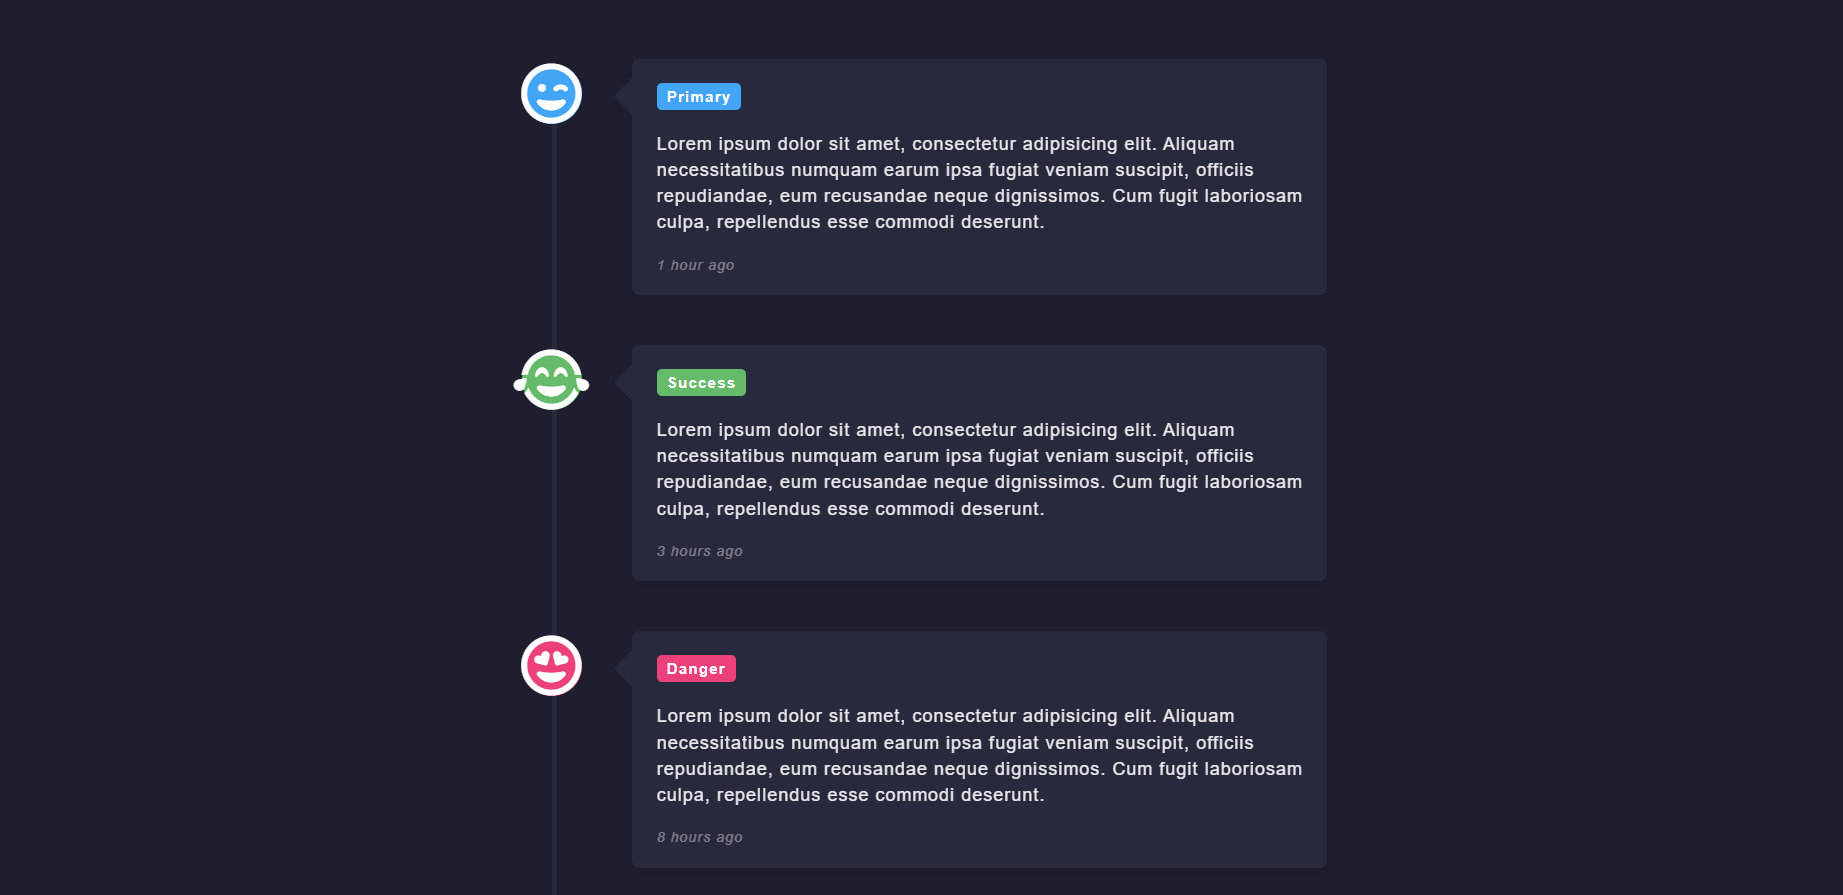 Primary
Lorem ipsum dolor sit amet, consectetur adipisicing elit. Aliquam
necessitatibus numquam earum ipsa fugiat veniam suscipit, officiis
repudiandae, eum recusandae neque dignissimos. Cum fugit laboriosam
culpa, repellendus esse commodi deserunt.
1 hour ago
Success
Lorem ipsum dolor sit amet, consectetur adipisicing elit. Aliquam
necessitatibus numquam earum ipsa fugiat veniam suscipit, officiis
repudiandae, eum recusandae neque dignissimos. Cum fugit laboriosam
culpa, repellendus esse commodi deserunt.
3 hours ago
Danger
Lorem ipsum dolor sit amet, consectetur adipisicing elit. Aliquam
necessitatibus numquam earum ipsa fugiat veniam suscipit, officiis
repudiandae, eum recusandae neque dignissimos. Cum fugit laboriosam
culpa, repellendus esse commodi deserunt.
8 hours ago